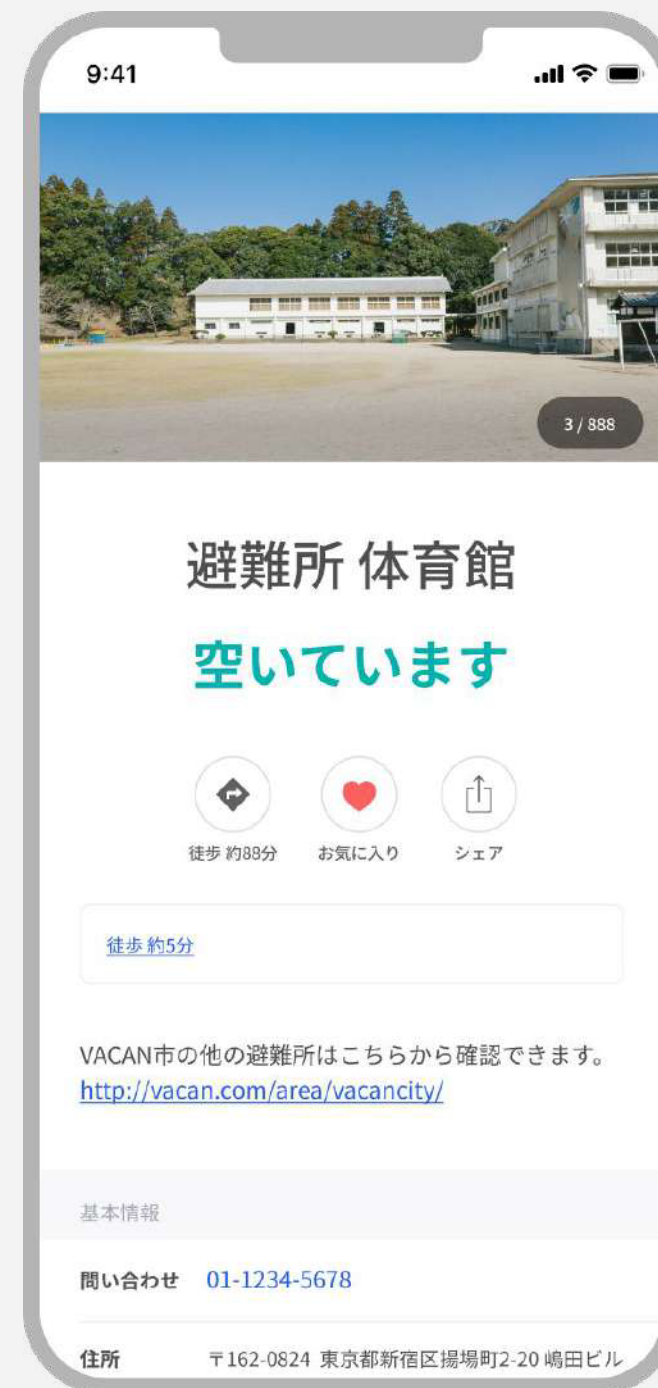 9:41
3 / 888
避難所 体育館
空いています
徒歩 約88分
お気に入り
シェア
徒歩 約5分
VACAN市の他の避難所はこちらから確認できます。
http://vacan.com/area/vacancity/
基本情報
問い合わせ 01-1234-5678
住所 〒162-0824 東京都新宿区揚場町2-20 嶋田ビル